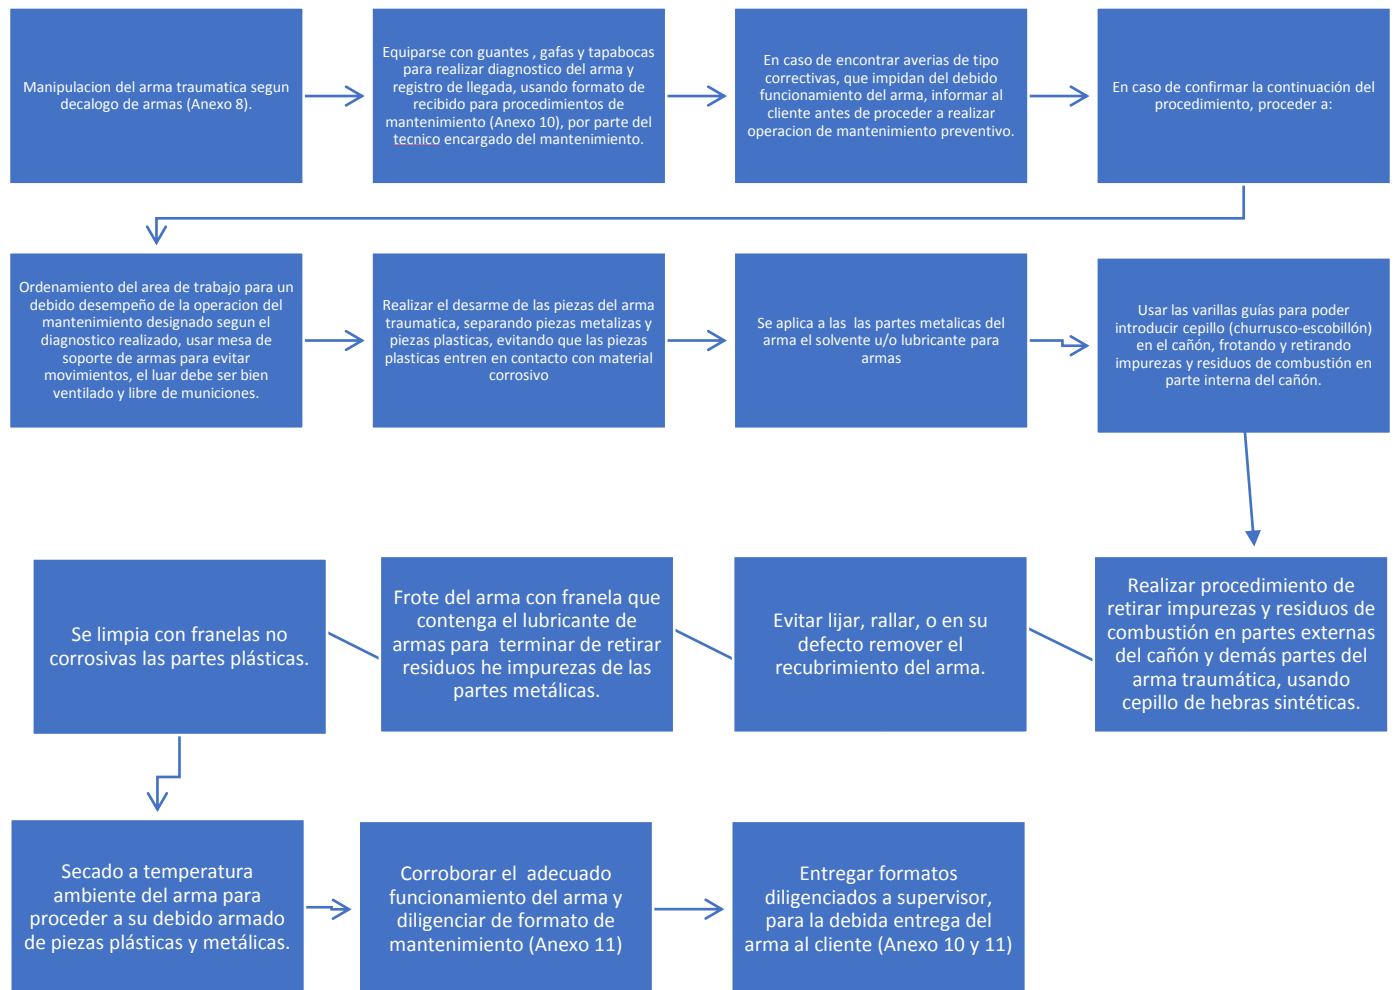 Manipulacion del arma traumatica segun
decalogo de armas (Anexo 8).
Equiparse con guantes , gafas y tapabocas
para realizar diagnostico del arma y
registro de llegada, usando formato de
recibido para procedimientos de
mantenimiento (Anexo 10), por parte del
tecnico encargado del mantenimiento.
En caso de encontrar averias de tipo
correctivas, que impidan del debido
funcionamiento del arma, informar al
cliente antes de proceder a realizar
operacion de mantenimiento preventivo.
En caso de confirmar la continuación del
procedimiento, proceder a:
Ordenamiento del area de trabajo para un
debido desempeño de la operacion del
mantenimiento designado segun el
diagnostico realizado, usar mesa de
soporte de armas para evitar
movimientos, el luar debe ser bien
ventilado y libre de municiones.
Realizar el desarme de las piezas del arma
traumatica, separando piezas metalizas y
piezas plasticas, evitando que las piezas
plasticas entren en contacto con material
corrosivo
Se aplica a las  las partes metalicas del
arma el solvente u/o lubricante para
armas
Usar las varillas guías para poder
introducir cepillo (churrusco-escobillón)
en el cañón, frotando y retirando
impurezas y residuos de combustión en
parte interna del cañón.
Realizar procedimiento de
retirar impurezas y residuos de
combustión en partes externas
del cañón y demás partes del
arma traumática, usando
cepillo de hebras sintéticas.
Evitar lijar, rallar, o en su
defecto remover el
recubrimiento del arma.
Frote del arma con franela que
contenga el lubricante de
armas para  terminar de retirar
residuos he impurezas de las
partes metálicas.
Se limpia con franelas no
corrosivas las partes plásticas.
Secado a temperatura
ambiente del arma para
proceder a su debido armado
de piezas plásticas y metálicas.
Corroborar el  adecuado
funcionamiento del arma y
diligenciar de formato de
mantenimiento (Anexo 11)
Entregar formatos
diligenciados a supervisor,
para la debida entrega del
arma al cliente (Anexo 10 y 11)